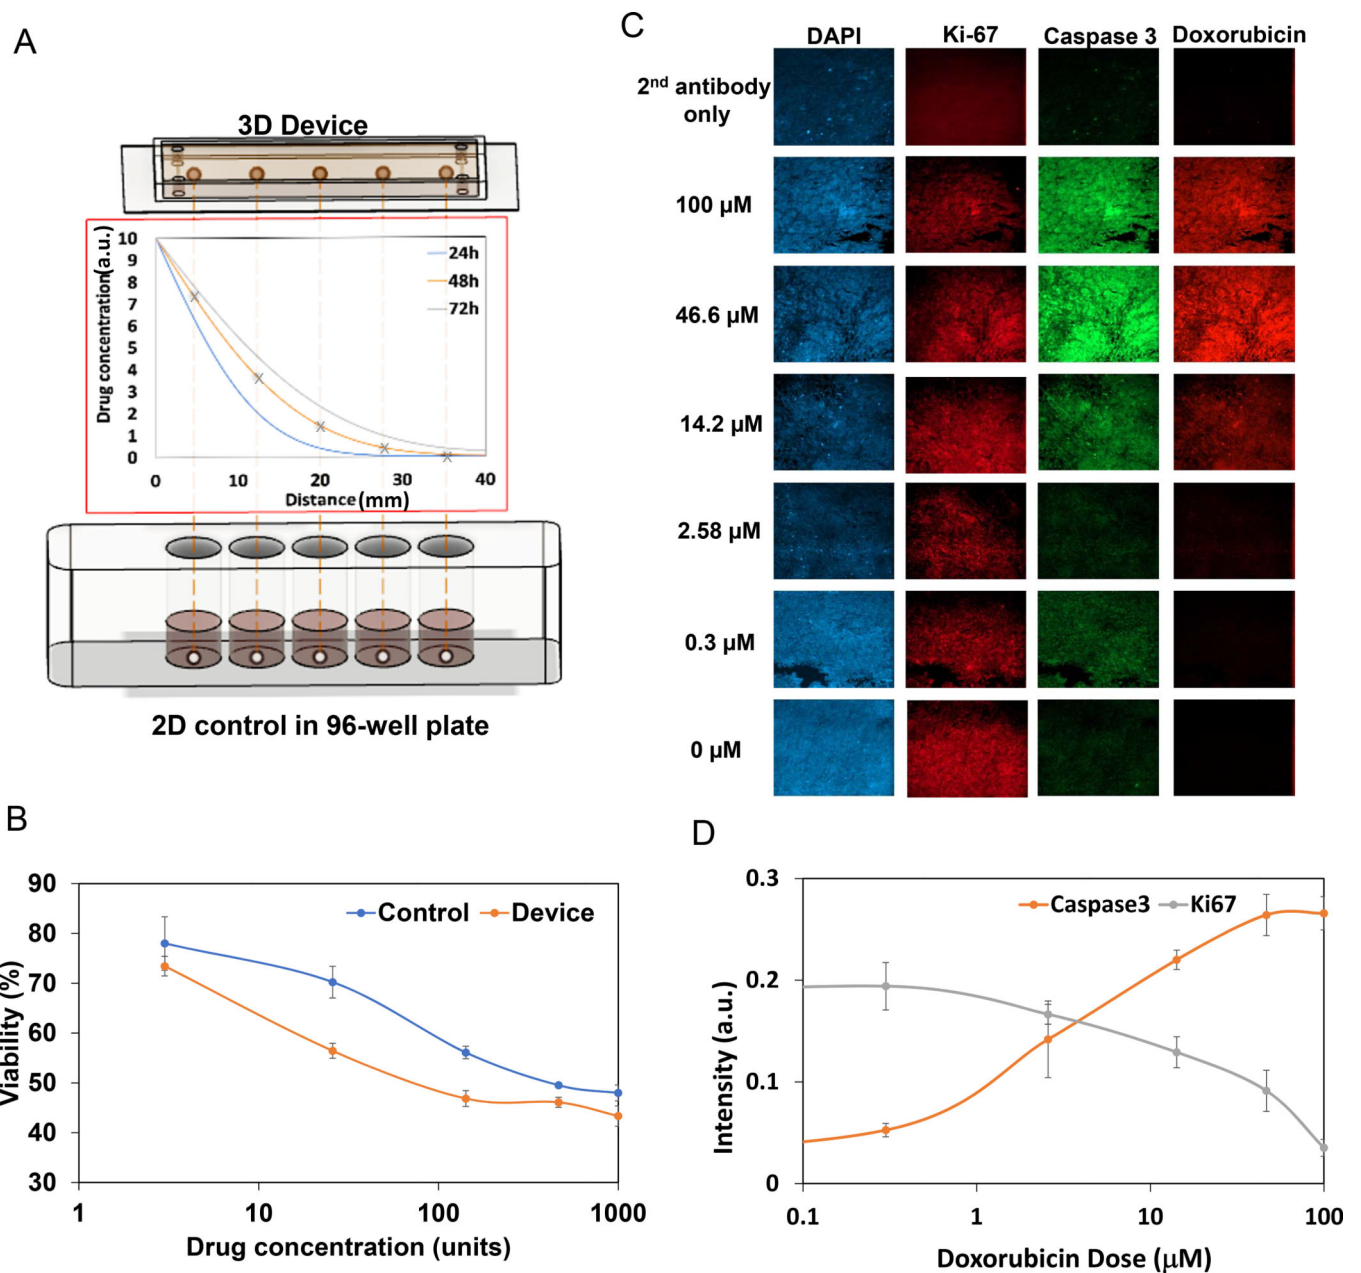 A
3D Device
Drug concentration(a.u.)
10
9
8
7
6
5
4
3
2
1
0
24h
48h
72h
0 10 20 30 40
Distance(mm)
2D control in 96-well plate
B
Viability (%)
90
80
70
60
50
40
30
Control Device
1 10 100 1000
Drug concentration (units)
C
DAPI Ki-67 Caspase 3 Doxorubicin
2nd antibody
only
100 µM
46.6 µM
14.2 µM
2.58 µM
0.3 µM
0 µM
D
Intensity (a.u.)
0.3
0.2
0.1
0
Caspase3 Ki67
0.1 1 10 100
Doxorubicin Dose (µM)